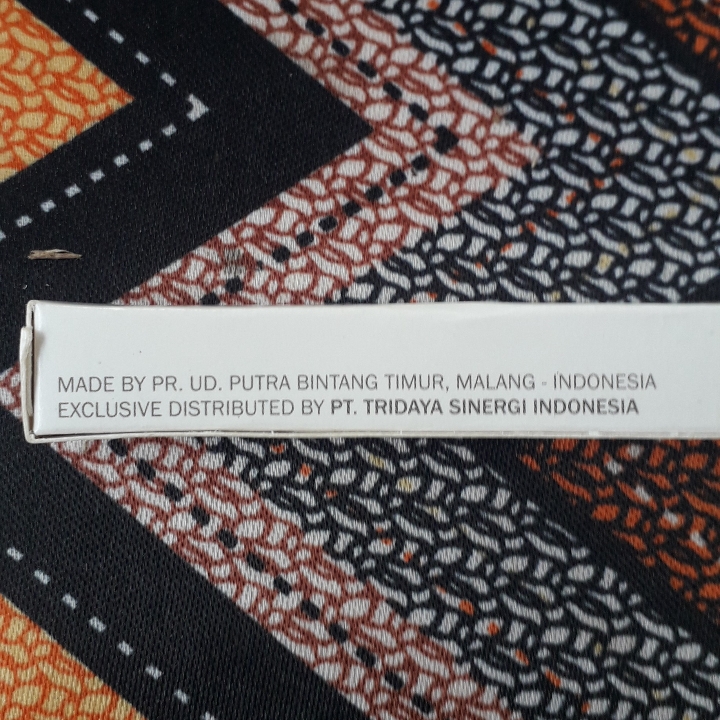 MADE BY PR. UD. PUTRA BINTANG TIMUR, MALANG - INDONESIA
EXCLUSIVE DISTRIBUTED BY PT. TRIDAYA SINERGI INDONESIA